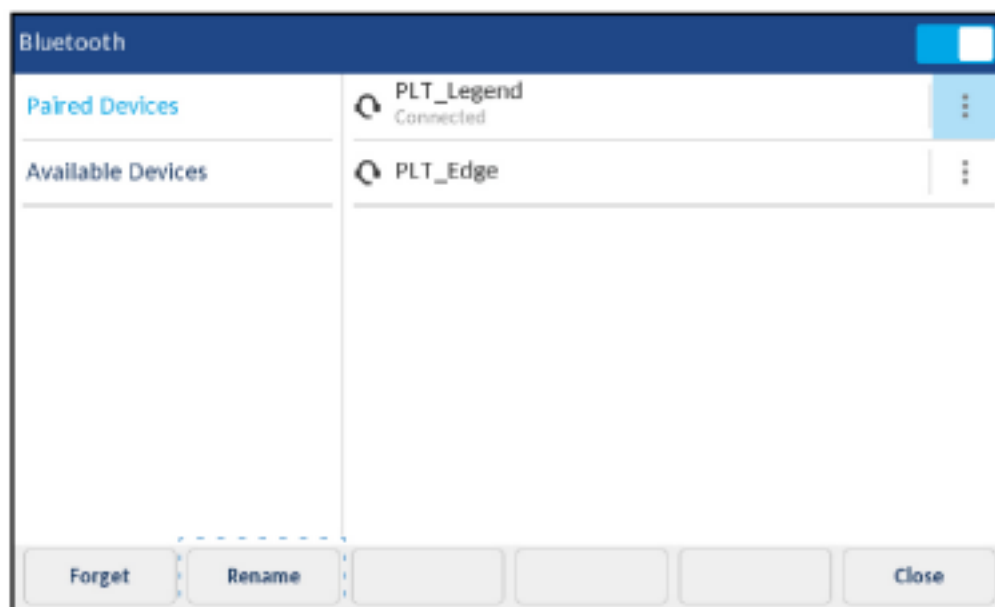 Bluetooth
Paired Devices
Available Devices
PLT_Legend
Connected
PLT_Edge
Forget
Rename
Close